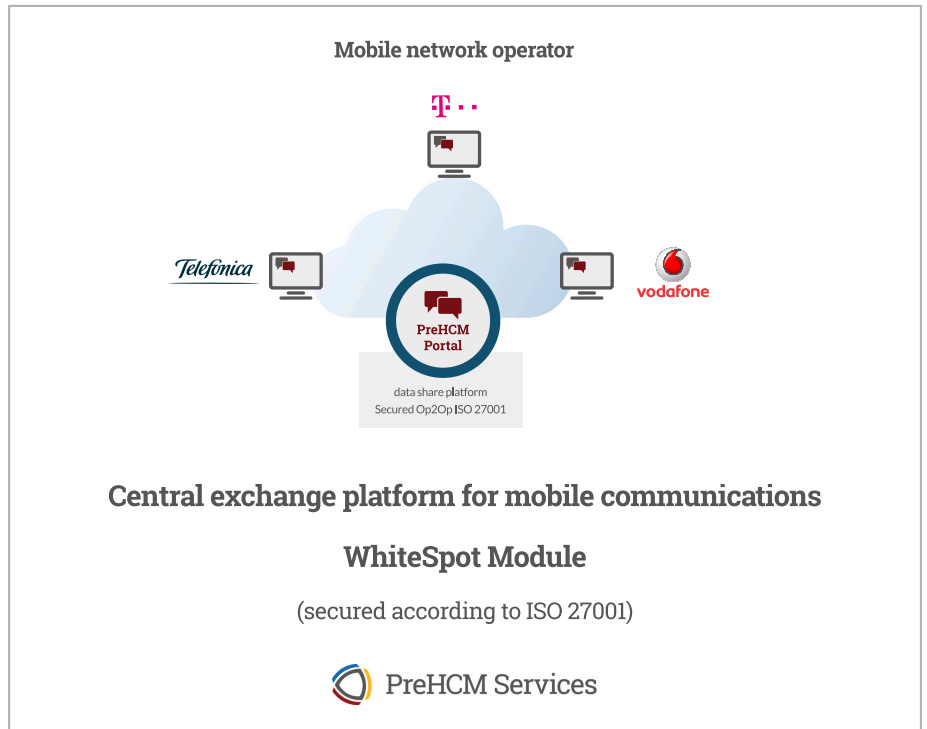 Mobile network operator
T
Telefónica
vodafone
PreHCM
Portal
data share platform
Secured Op2Op ISO 27001
Central exchange platform for mobile communications
WhiteSpot Module
(secured according to ISO 27001)
PreHCM Services